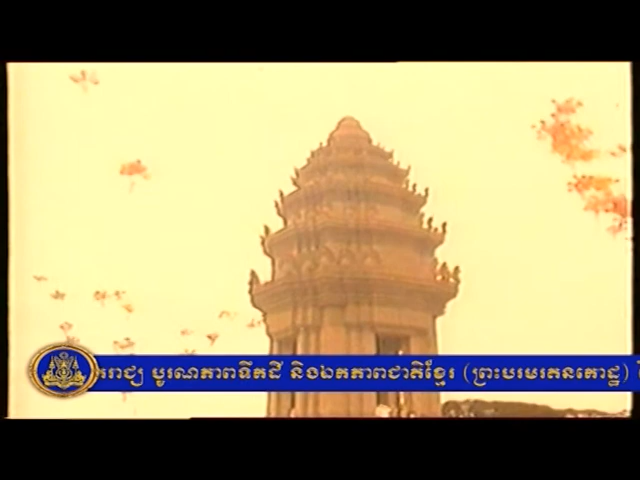 ករាជ្យ បូរណភាពទឹកដី និងឯកភាពជាតិខ្មែរ (ព្រះបរមរតនកោដ្ឋ)